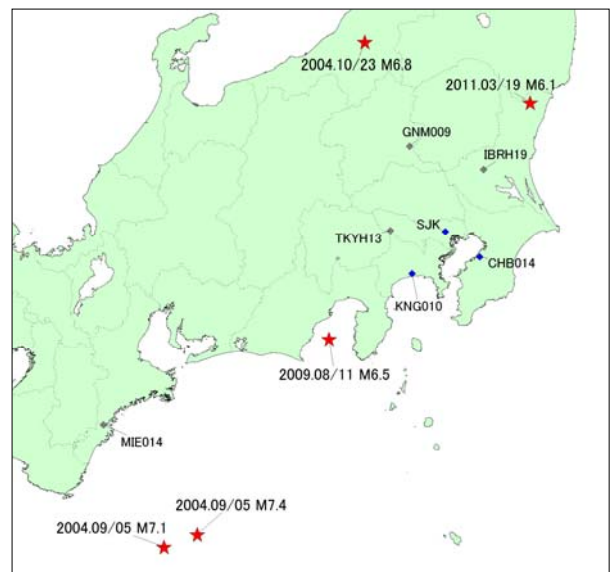 2004.10/23 M6.8
2011.03/19 M6.1
GNM009
IBRH19
SJK
TKYH13
CHB014
KNG010
2009.08/11 M6.5
MIE014
2004.09/05 M7.4
2004.09/05 M7.1